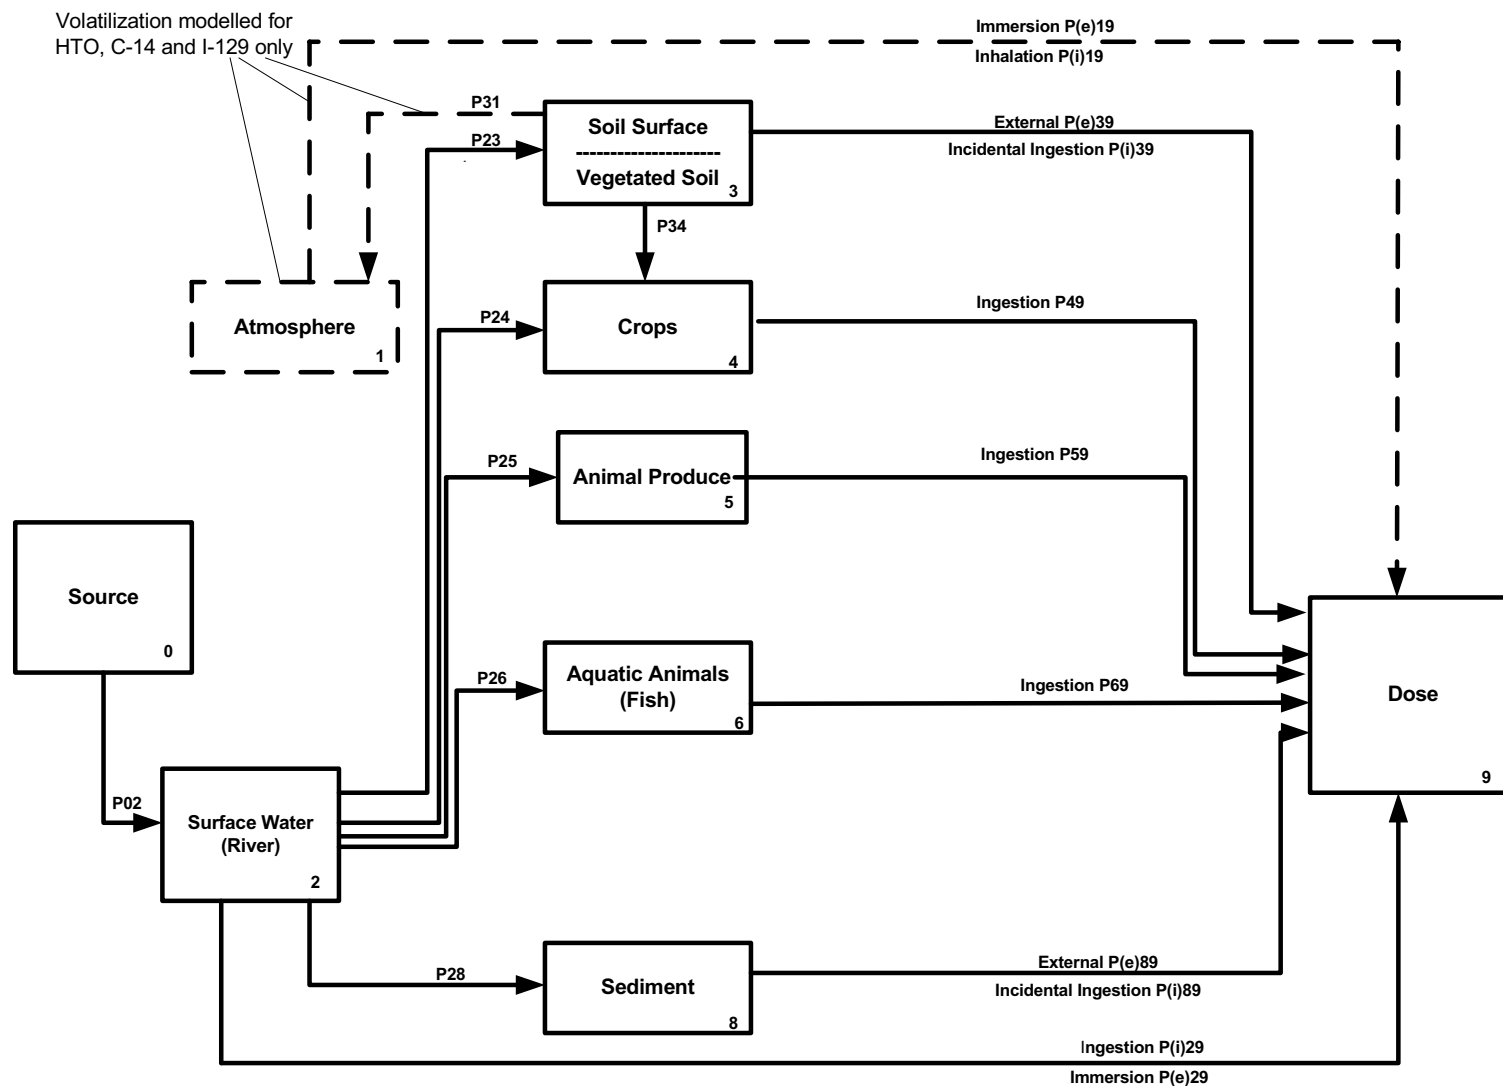 Volatilization modelled for
HTO, C-14 and I-129 only
Immersion P(e)19
Inhalation P(i)19
P31
P23
Soil Surface
---------------------
Vegetated Soil
3
External P(e)39
Incidental Ingestion P(i)39
P34
Atmosphere
1
P24
Crops
4
Ingestion P49
P25
Animal Produce
5
Ingestion P59
Source
0
P26
Aquatic Animals
(Fish)
6
Ingestion P69
Dose
9
P02
Surface Water
(River)
2
P28
Sediment
8
External P(e)89
Incidental Ingestion P(i)89
Ingestion P(i)29
Immersion P(e)29